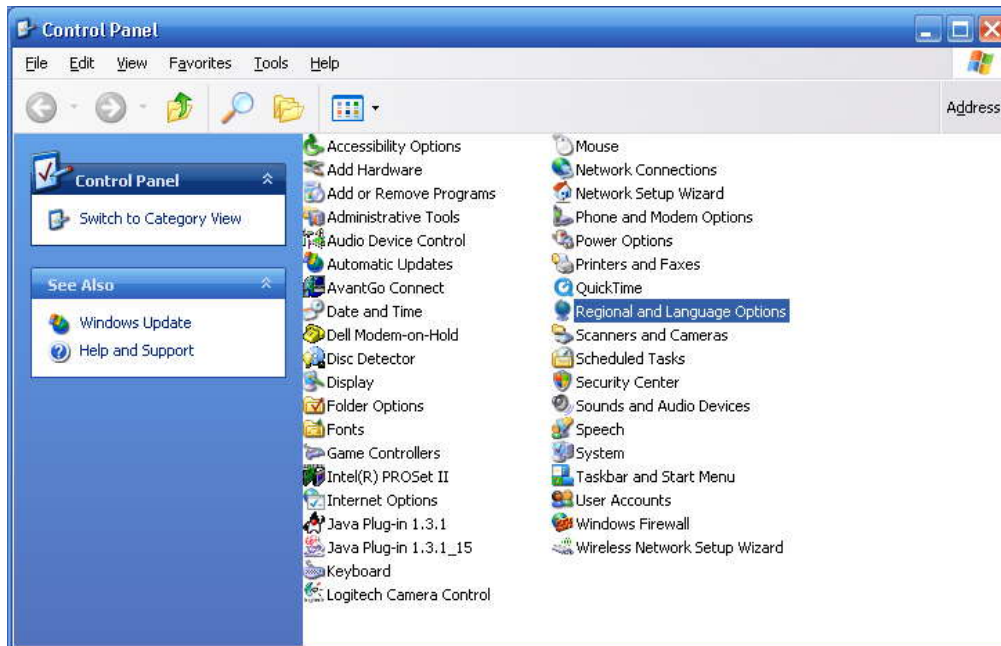 Control Panel
File Edit View Favorites Tools Help
Address
Control Panel
Switch to Category View
See Also
Windows Update
Help and Support
Accessibility Options
Add Hardware
Add or Remove Programs
Administrative Tools
Audio Device Control
Automatic Updates
AvantGo Connect
Date and Time
Dell Modem-on-Hold
Disc Detector
Display
Folder Options
Fonts
Game Controllers
Intel(R) PROSet II
Internet Options
Java Plug-in 1.3.1
Java Plug-in 1.3.1_15
Keyboard
Logitech Camera Control
Mouse
Network Connections
Network Setup Wizard
Phone and Modem Options
Power Options
Printers and Faxes
QuickTime
Regional and Language Options
Scanners and Cameras
Scheduled Tasks
Security Center
Sounds and Audio Devices
Speech
System
Taskbar and Start Menu
User Accounts
Windows Firewall
Wireless Network Setup Wizard